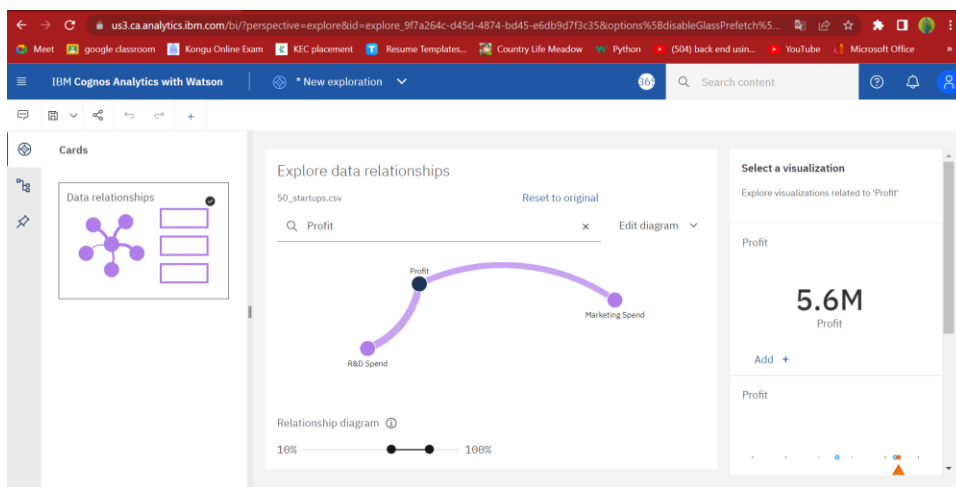 us3.ca.analytics.ibm.com/bi/?perspective=explore&id=explore_9f7a264c-d45d-4874-bd45-e6db9d7f3c35&options%5BdisableGlassPrefetch%5...
Meet google classroom Kongu Online Exam KEC placement Resume Templates... Country Life Meadow Python (504) back end usin... YouTube Microsoft Office »
IBM Cognos Analytics with Watson * New exploration 365 Search content
Cards
Data relationships
Explore data relationships
50_startups.csv Reset to original
Profit × Edit diagram
Profit
Marketing Spend
R&D Spend
Relationship diagram
10% 100%
Select a visualization
Explore visualizations related to 'Profit'
Profit
5.6M
Profit
Add +
Profit